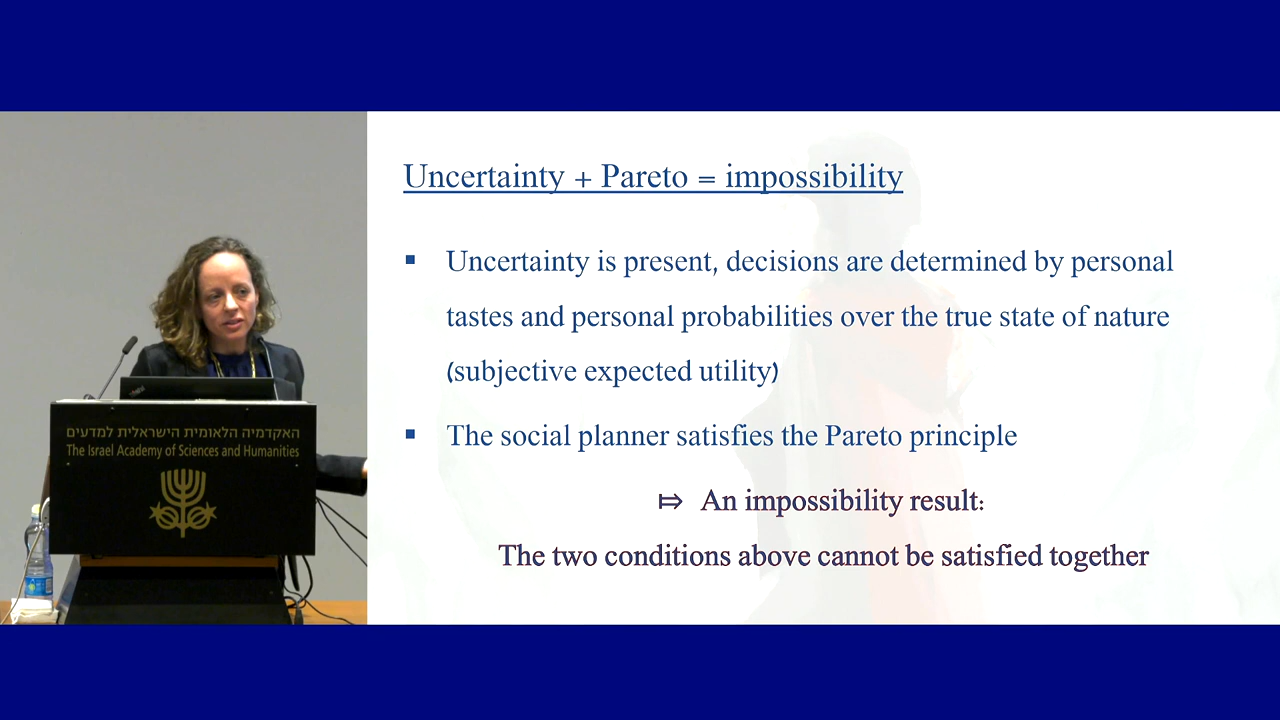 Uncertainty + Pareto = impossibility
▪ Uncertainty is present, decisions are determined by personal
tastes and personal probabilities over the true state of nature
(subjective expected utility)
▪ The social planner satisfies the Pareto principle
⤇ An impossibility result:
The two conditions above cannot be satisfied together
האקדמיה הלאומית הישראלית למדעים
The Israel Academy of Sciences and Humanities